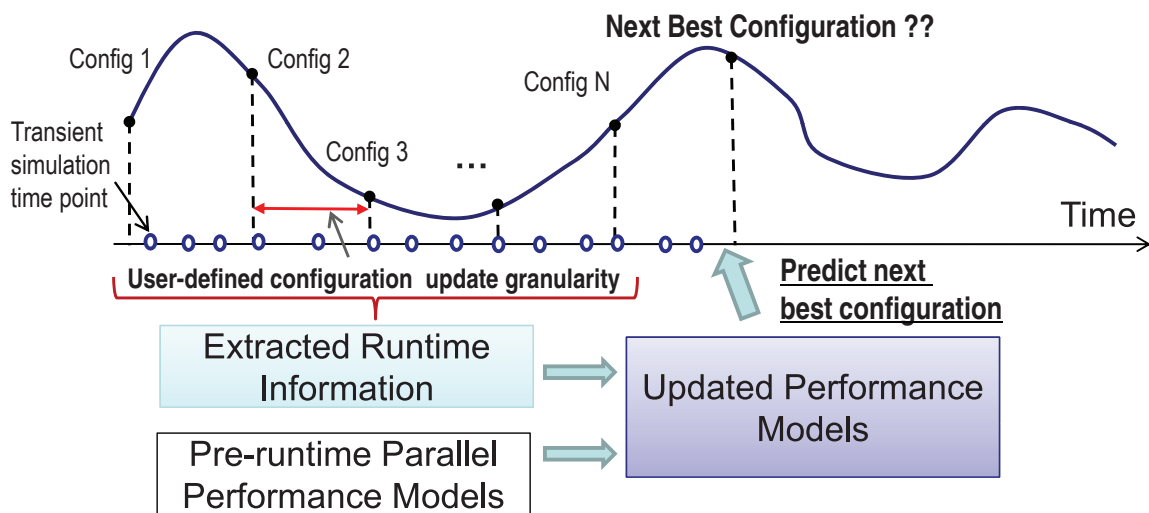 Next Best Configuration ??
Config 1
Config 2
Config N
Transient
simulation
time point
Config 3
...
Time
User-defined configuration update granularity
Predict next
best configuration
Extracted Runtime
Information
Updated Performance
Models
Pre-runtime Parallel
Performance Models